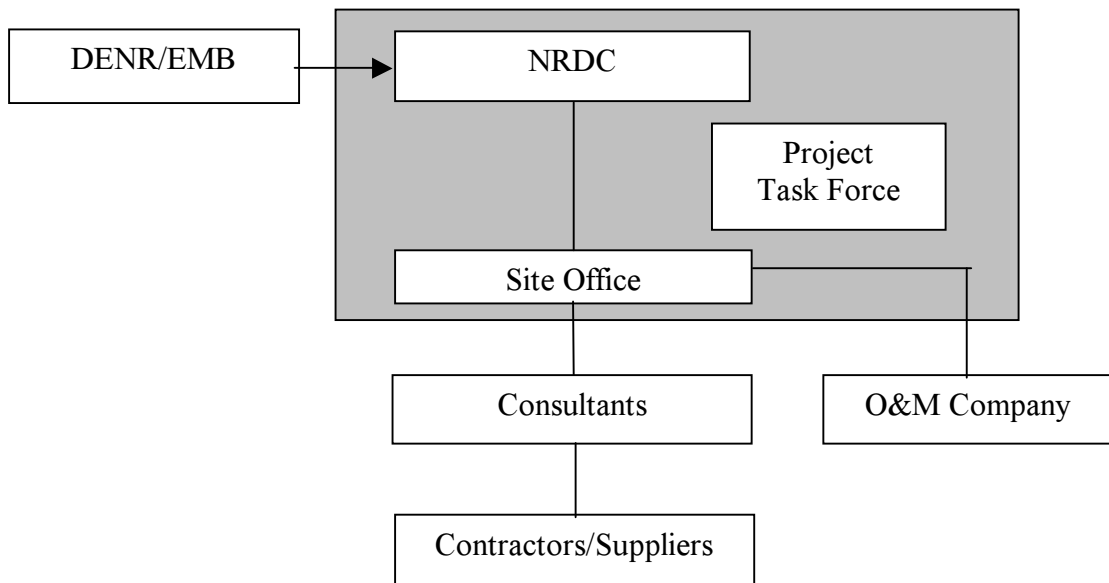 DENR/EMB
NRDC
Project
Task Force
Site Office
Consultants
O&M Company
Contractors/Suppliers